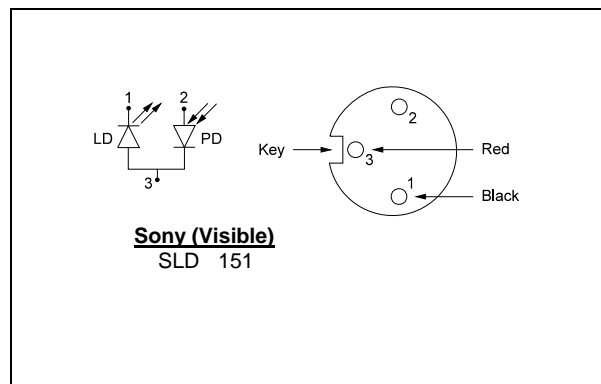 1 2
LD PD
3
Sony (Visible)
SLD 151
2
Key 3 Red
1 Black